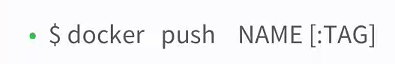 • $ docker push NAME [:TAG]